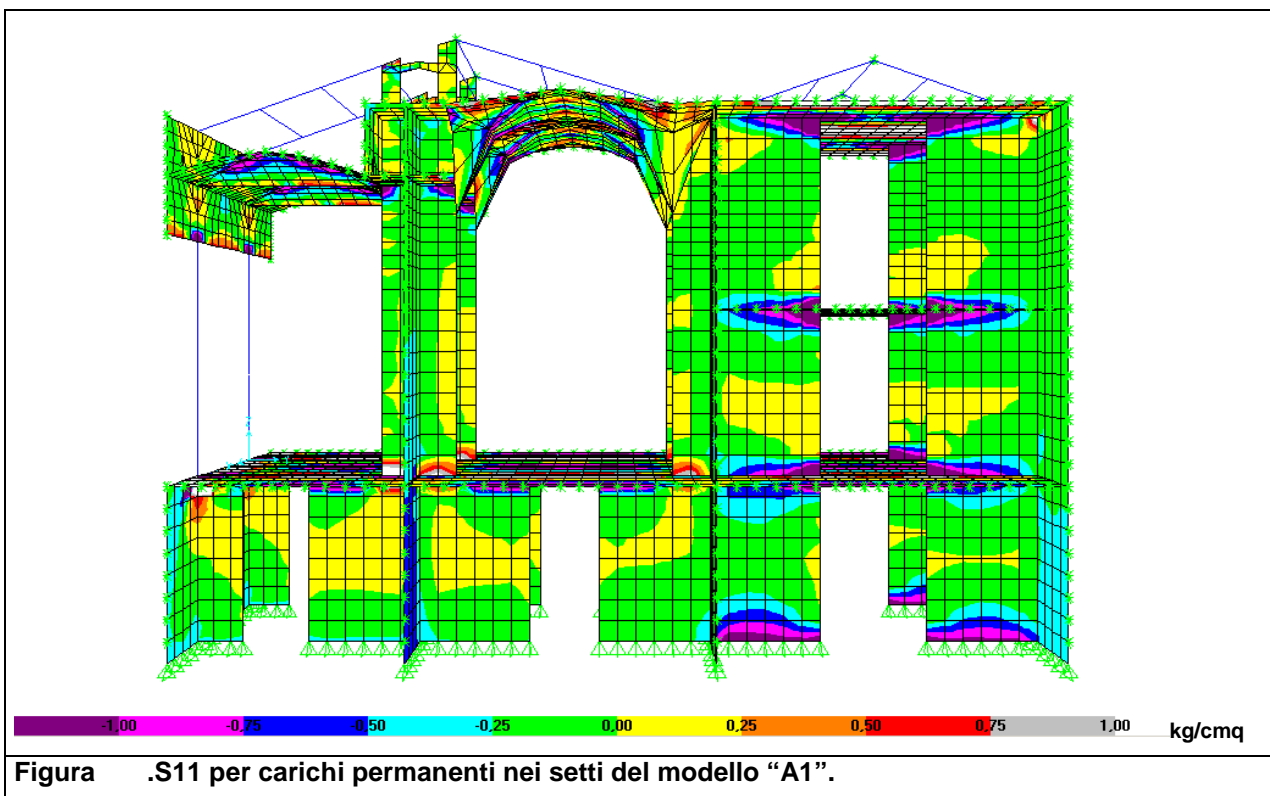 -1,00 -0,75 -0,50 -0,25 0,00 0,25 0,50 0,75 1,00 kg/cmq
Figura .S11 per carichi permanenti nei setti del modello “A1”.